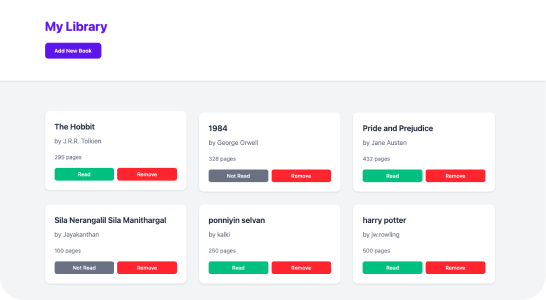 My Library
Add New Book
The Hobbit
by J.R.R. Tolkien
295 pages
Read Remove
1984
by George Orwell
328 pages
Not Read Remove
Pride and Prejudice
by Jane Austen
432 pages
Read Remove
Sila Nerangalil Sila Manithargal
by Jayakanthan
100 pages
Not Read Remove
ponniyin selvan
by kalki
250 pages
Read Remove
harry potter
by jw.rowling
500 pages
Read Remove